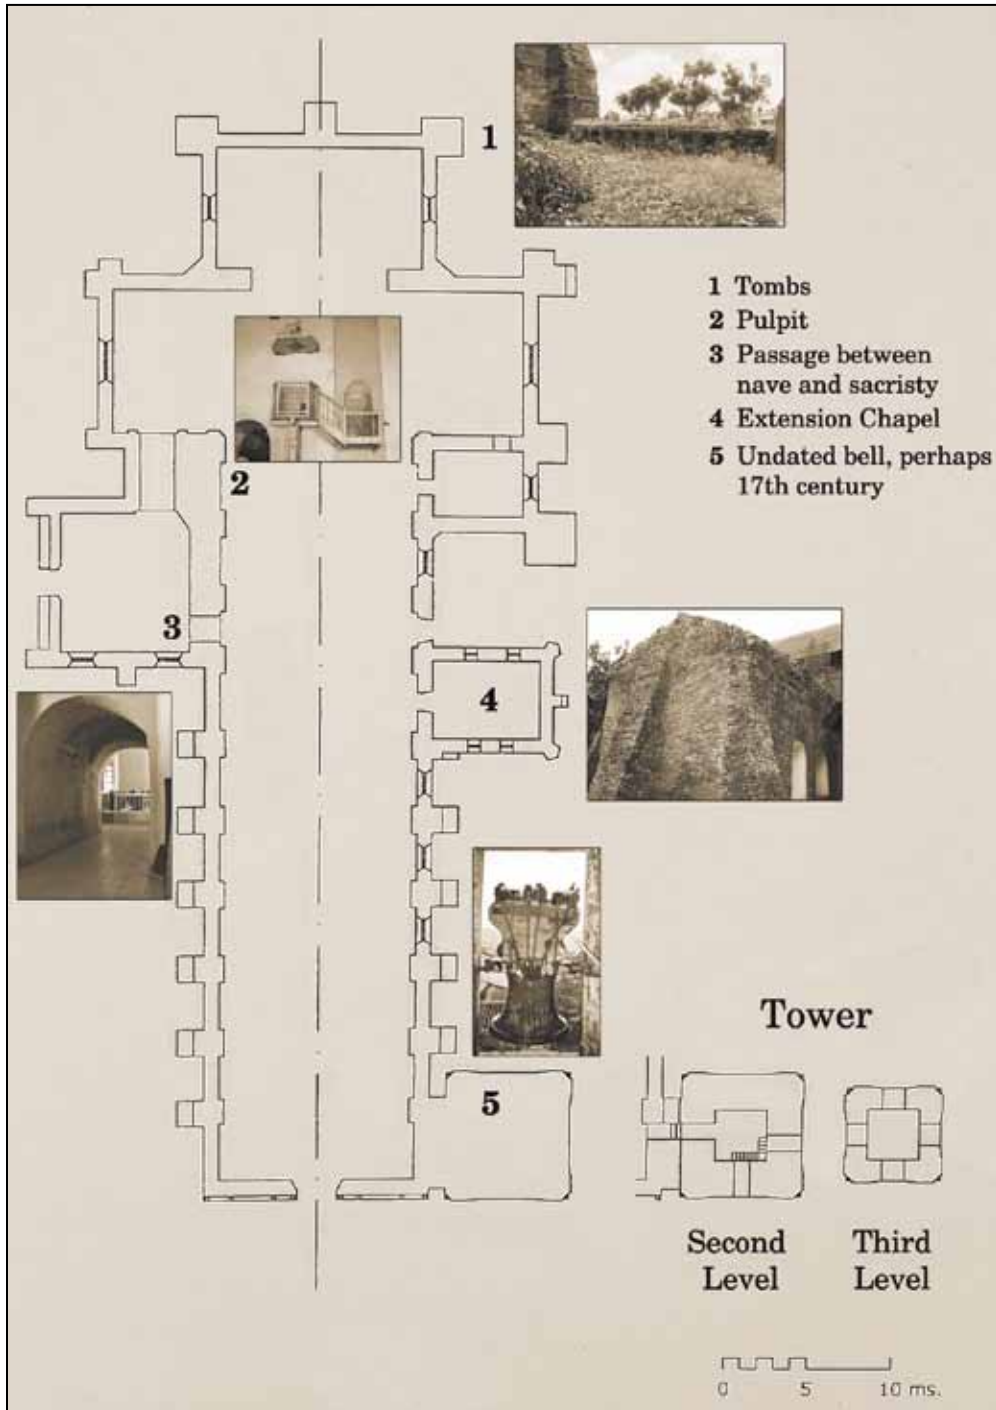 1
1 Tombs
2 Pulpit
3 Passage between
nave and sacristy
4 Extension Chapel
5 Undated bell, perhaps
17th century
2
3
4
5
Tower
Second
Level
Third
Level
0 5 10 ms.